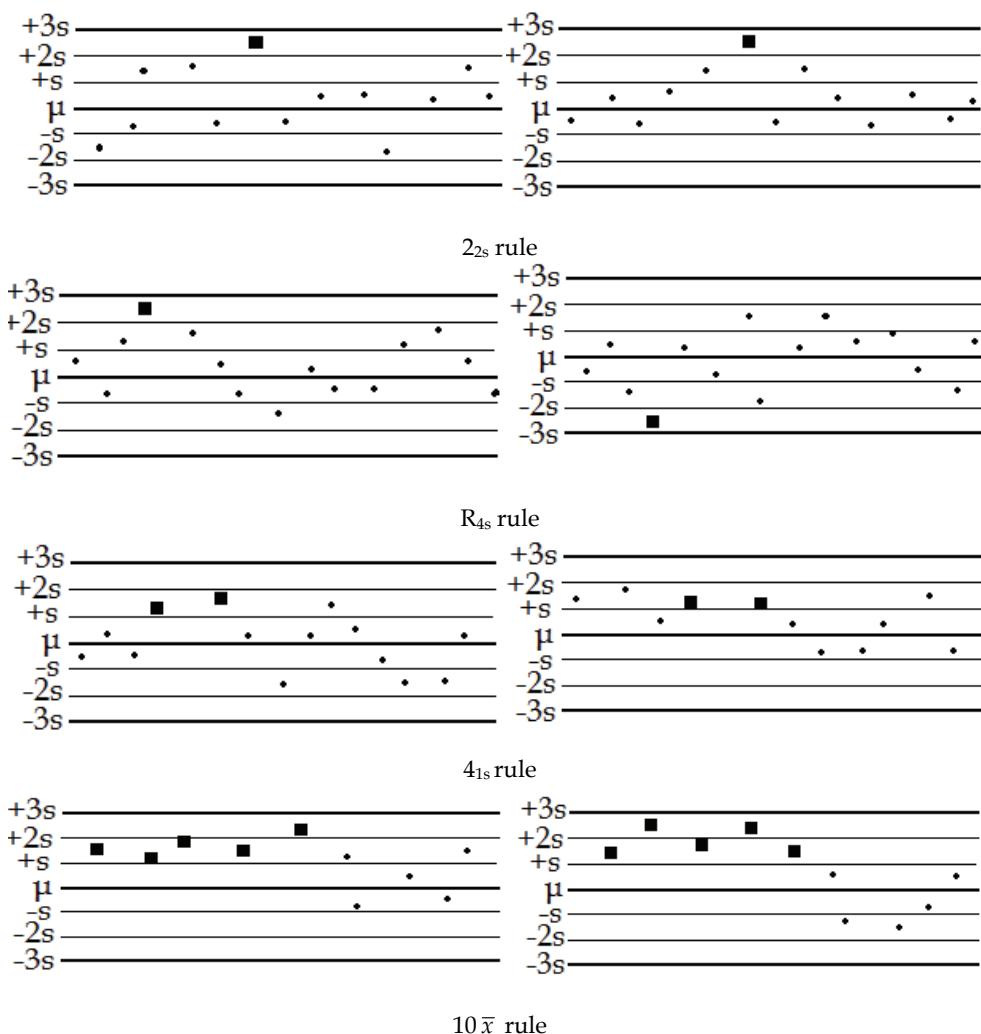 +3s
+2s
+s
μ
-s
-2s
-3s
+3s
+2s
+s
μ
-s
-2s
-3s
2₂ₛ rule
+3s
+2s
+s
μ
-s
-2s
-3s
+3s
+2s
+s
μ
-s
-2s
-3s
R₄ₛ rule
+3s
+2s
+s
μ
-s
-2s
-3s
+3s
+2s
+s
μ
-s
-2s
-3s
4₁ₛ rule
+3s
+2s
+s
μ
-s
-2s
-3s
+3s
+2s
+s
μ
-s
-2s
-3s
10 x̅ rule